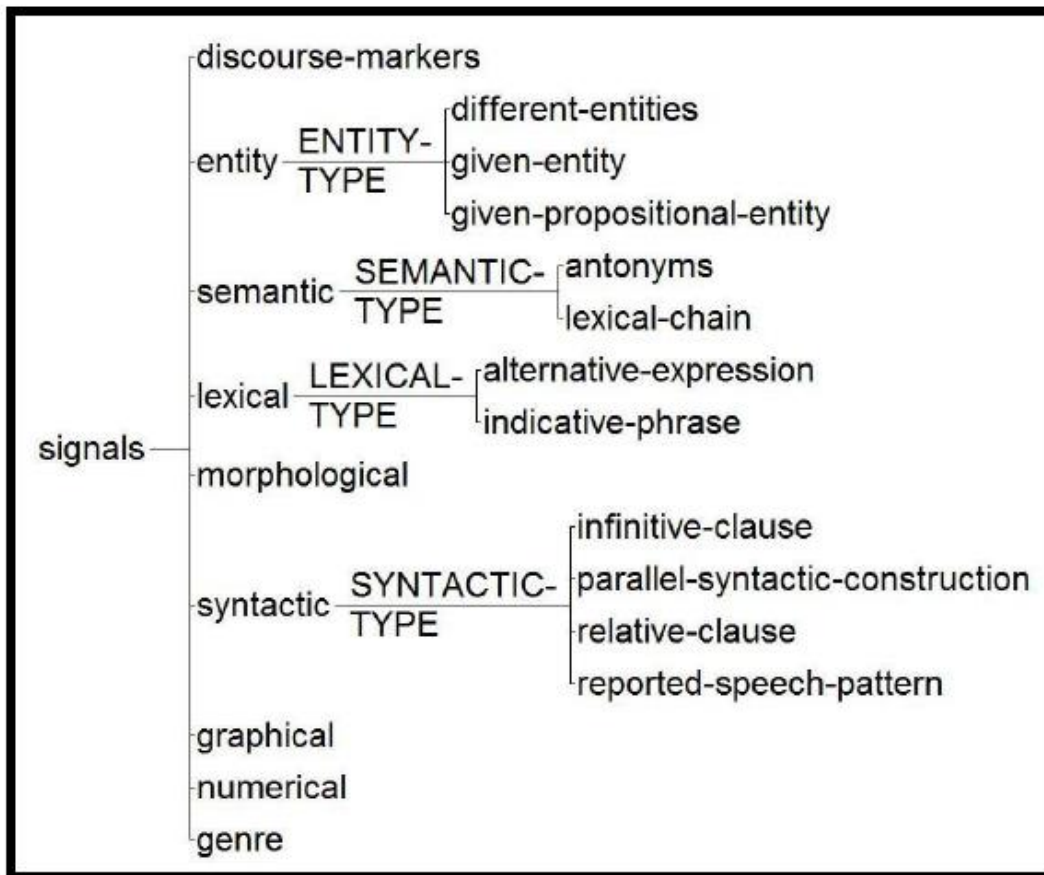 discourse-markers
different-entities
entity ENTITY-TYPE given-entity
given-propositional-entity
antonyms
semantic SEMANTIC-TYPE
lexical-chain
alternative-expression
lexical LEXICAL-TYPE
indicative-phrase
signals
morphological
infinitive-clause
parallel-syntactic-construction
syntactic SYNTACTIC-TYPE
relative-clause
reported-speech-pattern
graphical
numerical
genre